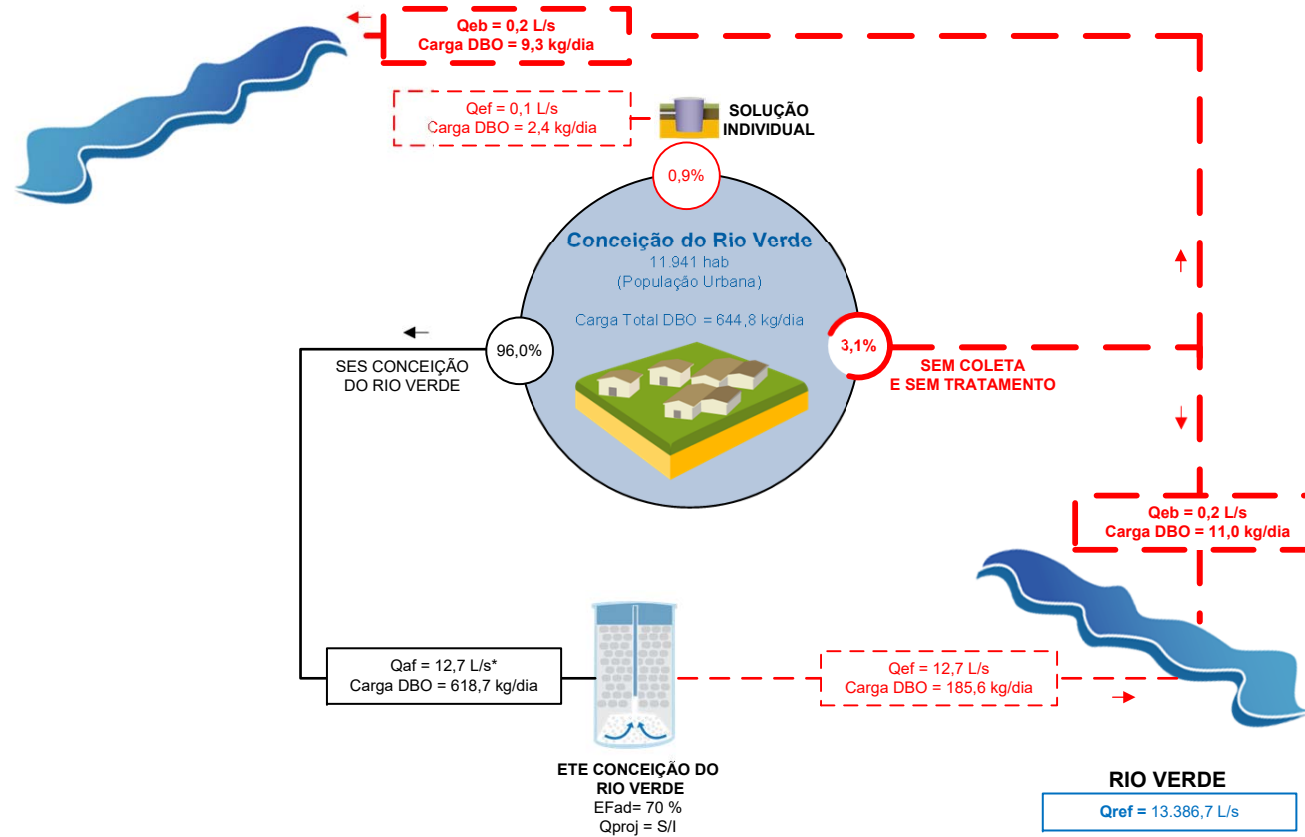 Qeb = 0,2 L/s
Carga DBO = 9,3 kg/dia
Qef = 0,1 L/s
Carga DBO = 2,4 kg/dia
SOLUÇÃO
INDIVIDUAL
0,9%
Conceição do Rio Verde
11.941 hab
(População Urbana)
Carga Total DBO = 644,8 kg/dia
96,0%
3,1%
SES CONCEIÇÃO
DO RIO VERDE
SEM COLETA
E SEM TRATAMENTO
Qeb = 0,2 L/s
Carga DBO = 11,0 kg/dia
Qaf = 12,7 L/s*
Carga DBO = 618,7 kg/dia
Qef = 12,7 L/s
Carga DBO = 185,6 kg/dia
ETE CONCEIÇÃO DO
RIO VERDE
EFad= 70 %
Qproj = S/I
RIO VERDE
Qref = 13.386,7 L/s